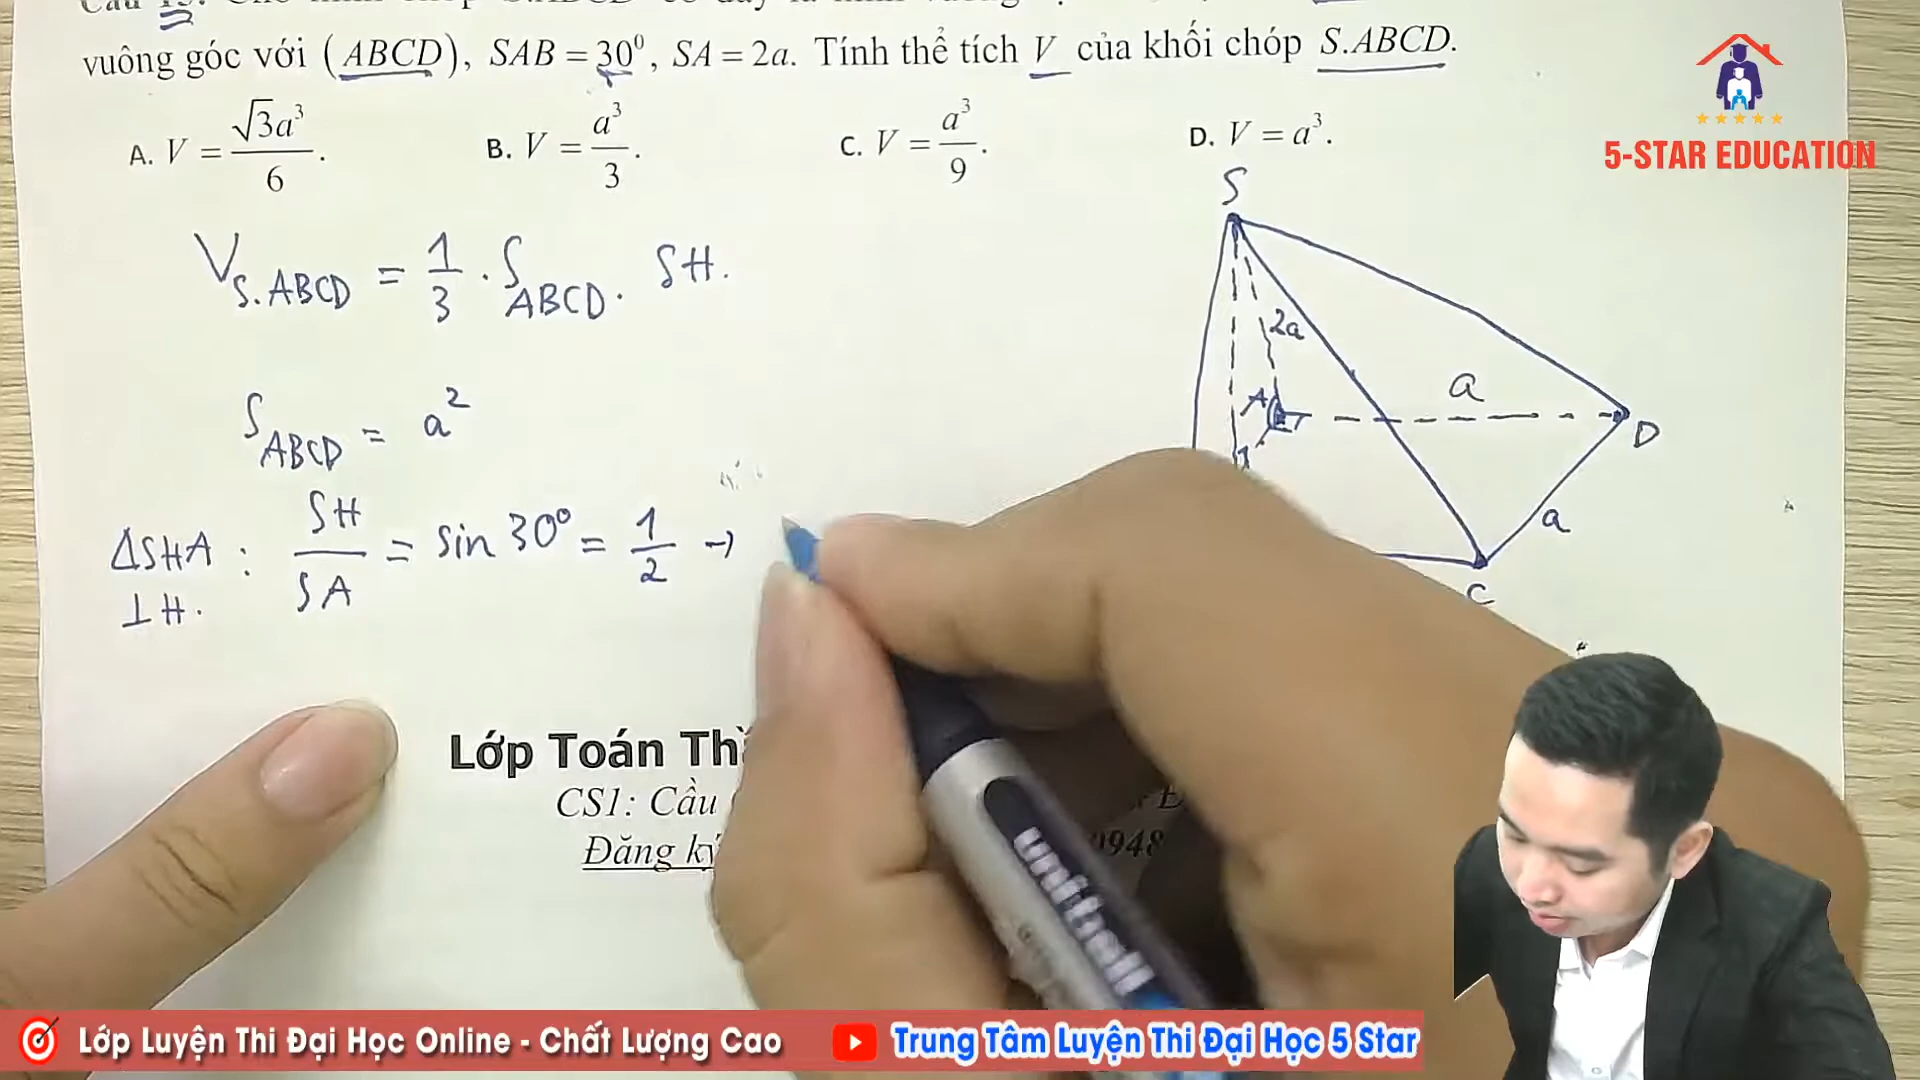 vuông góc với (ABCD), SAB = 30⁰, SA = 2a. Tính thể tích V của khối chóp S.ABCD.
A. V = √3a³/6.
B. V = a³/3.
C. V = a³/9.
D. V = a³.
5-STAR EDUCATION
V S.ABCD = 1/3 . S ABCD . SH.
S ABCD = a²
ΔSHA : SH/SA = sin 30⁰ = 1/2 →
⊥H.
S
2a
A
a
D
a
C
Lớp Toán
CS1: Cầu
Đăng ký
0948
uni ball
Lớp Luyện Thi Đại Học Online - Chất Lượng Cao
Trung Tâm Luyện Thi Đại Học 5 Star